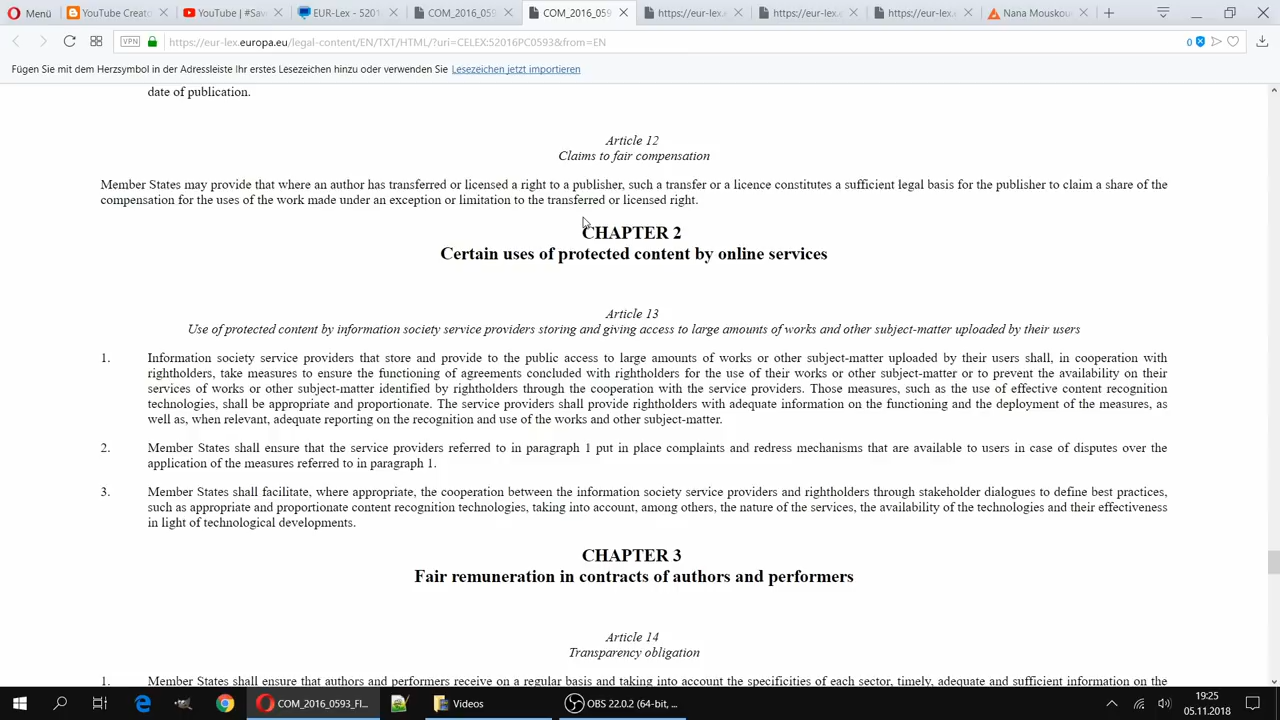 Menü
YouTube Creato
YouTube | #Sav
EUR-Lex - 5201
COM_2016_059
COM_2016_059
https://eur-lex.e
https://eur-lex.e
https://eur-lex.e
Nana Mouskou
VPN
https://eur-lex.europa.eu/legal-content/EN/TXT/HTML/?uri=CELEX:52016PC0593&from=EN
0
Fügen Sie mit dem Herzsymbol in der Adressleiste Ihr erstes Lesezeichen hinzu oder verwenden Sie Lesezeichen jetzt importieren
date of publication.
Article 12
Claims to fair compensation
Member States may provide that where an author has transferred or licensed a right to a publisher, such a transfer or a licence constitutes a sufficient legal basis for the publisher to claim a share of the
compensation for the uses of the work made under an exception or limitation to the transferred or licensed right.
CHAPTER 2
Certain uses of protected content by online services
Article 13
Use of protected content by information society service providers storing and giving access to large amounts of works and other subject-matter uploaded by their users
1. Information society service providers that store and provide to the public access to large amounts of works or other subject-matter uploaded by their users shall, in cooperation with
rightholders, take measures to ensure the functioning of agreements concluded with rightholders for the use of their works or other subject-matter or to prevent the availability on their
services of works or other subject-matter identified by rightholders through the cooperation with the service providers. Those measures, such as the use of effective content recognition
technologies, shall be appropriate and proportionate. The service providers shall provide rightholders with adequate information on the functioning and the deployment of the measures, as
well as, when relevant, adequate reporting on the recognition and use of the works and other subject-matter.
2. Member States shall ensure that the service providers referred to in paragraph 1 put in place complaints and redress mechanisms that are available to users in case of disputes over the
application of the measures referred to in paragraph 1.
3. Member States shall facilitate, where appropriate, the cooperation between the information society service providers and rightholders through stakeholder dialogues to define best practices,
such as appropriate and proportionate content recognition technologies, taking into account, among others, the nature of the services, the availability of the technologies and their effectiveness
in light of technological developments.
CHAPTER 3
Fair remuneration in contracts of authors and performers
Article 14
Transparency obligation
1. Member States shall ensure that authors and performers receive on a regular basis and taking into account the specificities of each sector, timely, adequate and sufficient information on the
COM_2016_0593_FI...
Videos
OBS 22.0.2 (64-bit, ...
19:25
05.11.2018